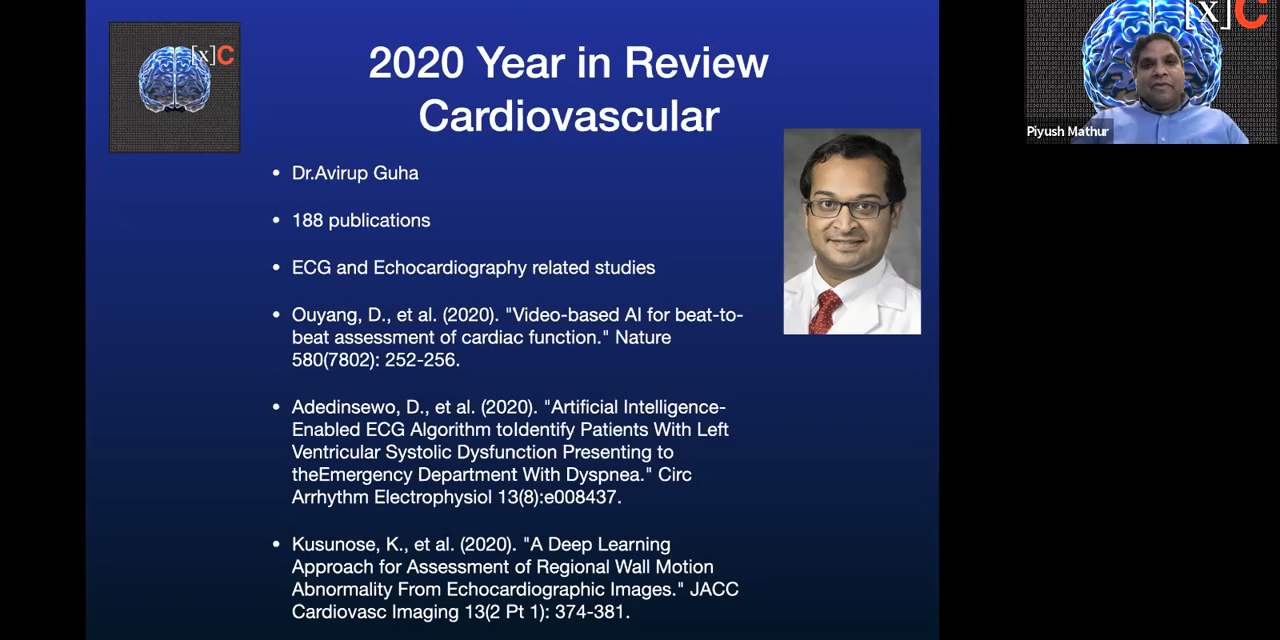 [x]C
2020 Year in Review
Cardiovascular
• Dr.Avirup Guha
• 188 publications
• ECG and Echocardiography related studies
• Ouyang, D., et al. (2020). "Video-based AI for beat-to-
beat assessment of cardiac function." Nature
580(7802): 252-256.
• Adedinsewo, D., et al. (2020). "Artificial Intelligence-
Enabled ECG Algorithm toIdentify Patients With Left
Ventricular Systolic Dysfunction Presenting to
theEmergency Department With Dyspnea." Circ
Arrhythm Electrophysiol 13(8):e008437.
• Kusunose, K., et al. (2020). "A Deep Learning
Approach for Assessment of Regional Wall Motion
Abnormality From Echocardiographic Images." JACC
Cardiovasc Imaging 13(2 Pt 1): 374-381.
[x]C
Piyush Mathur